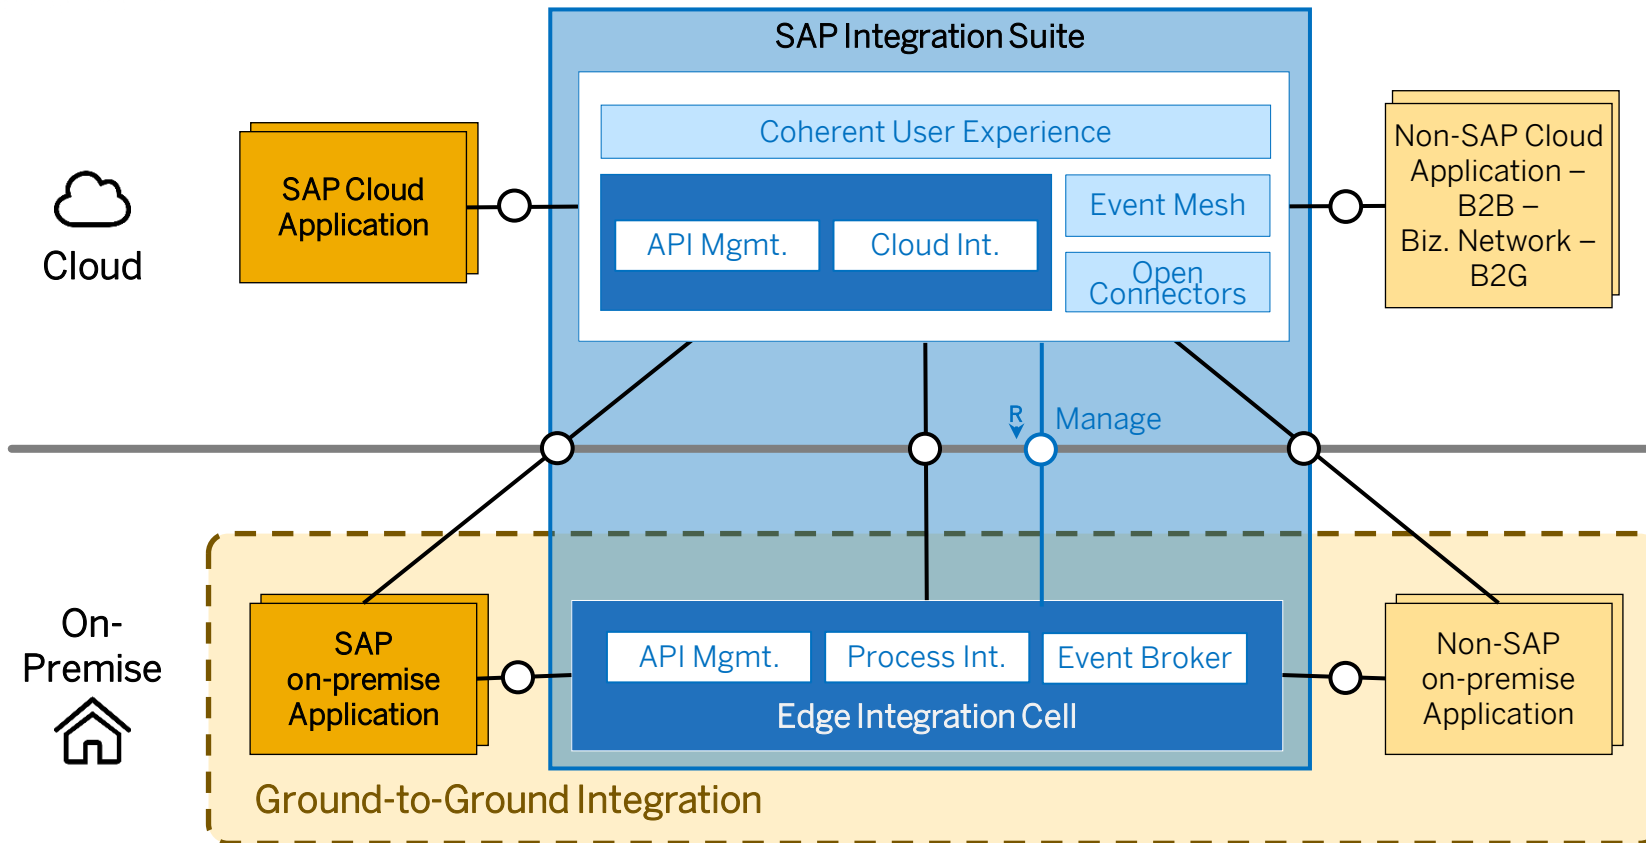 SAP Integration Suite
Coherent User Experience
SAP Cloud
Application
API Mgmt.
Cloud Int.
Event Mesh
Open
Connectors
Non-SAP Cloud
Application –
B2B –
Biz. Network –
B2G
Cloud
R
Manage
On-
Premise
SAP
on-premise
Application
API Mgmt.
Process Int.
Event Broker
Edge Integration Cell
Non-SAP
on-premise
Application
Ground-to-Ground Integration